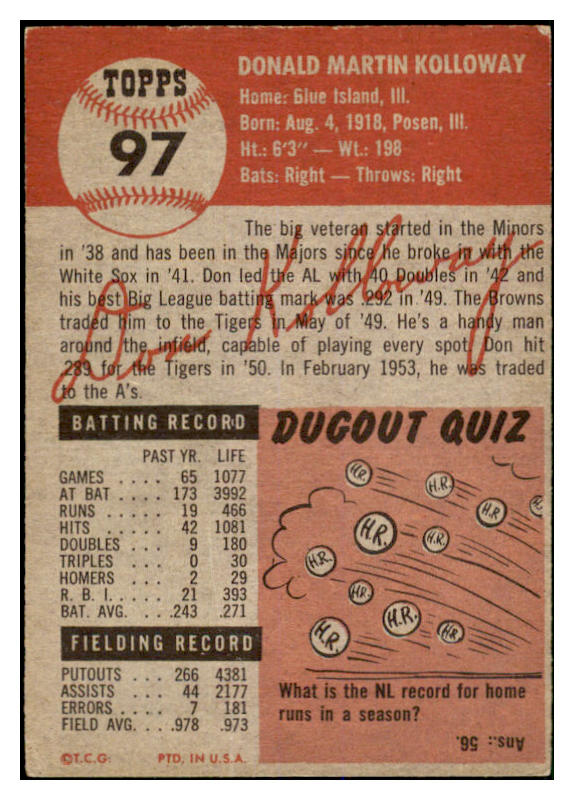 TOPPS
97
DONALD MARTIN KOLLOWAY
Home: Blue Island, Ill.
Born: Aug. 4, 1918, Posen, Ill.
Ht.: 6'3" — Wt.: 198
Bats: Right — Throws: Right
The big veteran started in the Minors
in '38 and has been in the Majors since he broke in with the
White Sox in '41. Don led the AL with 40 Doubles in '42 and
his best Big League batting mark was .292 in '49. The Browns
traded him to the Tigers in May of '49. He's a handy man
around the infield, capable of playing every spot. Don hit
.289 for the Tigers in '50. In February 1953, he was traded
to the A's.
Don Kolloway
BATTING RECORD
PAST YR. LIFE
GAMES .... 65 1077
AT BAT .... 173 3992
RUNS .... 19 466
HITS .... 42 1081
DOUBLES ... 9 180
TRIPLES ... 0 30
HOMERS ... 2 29
R. B. I. .... 21 393
BAT. AVG. ... .243 .271
FIELDING RECORD
PUTOUTS ... 266 4381
ASSISTS ... 44 2177
ERRORS .... 7 181
FIELD AVG. ... .978 .973
©T.C.G. PTD. IN U.S.A.
DUGOUT QUIZ
H.R.
H.R.
H.R.
H.R.
H.R.
H.R.
H.R.
H.R.
H.R.
H.R.
What is the NL record for home
runs in a season?
Ans.: 56.